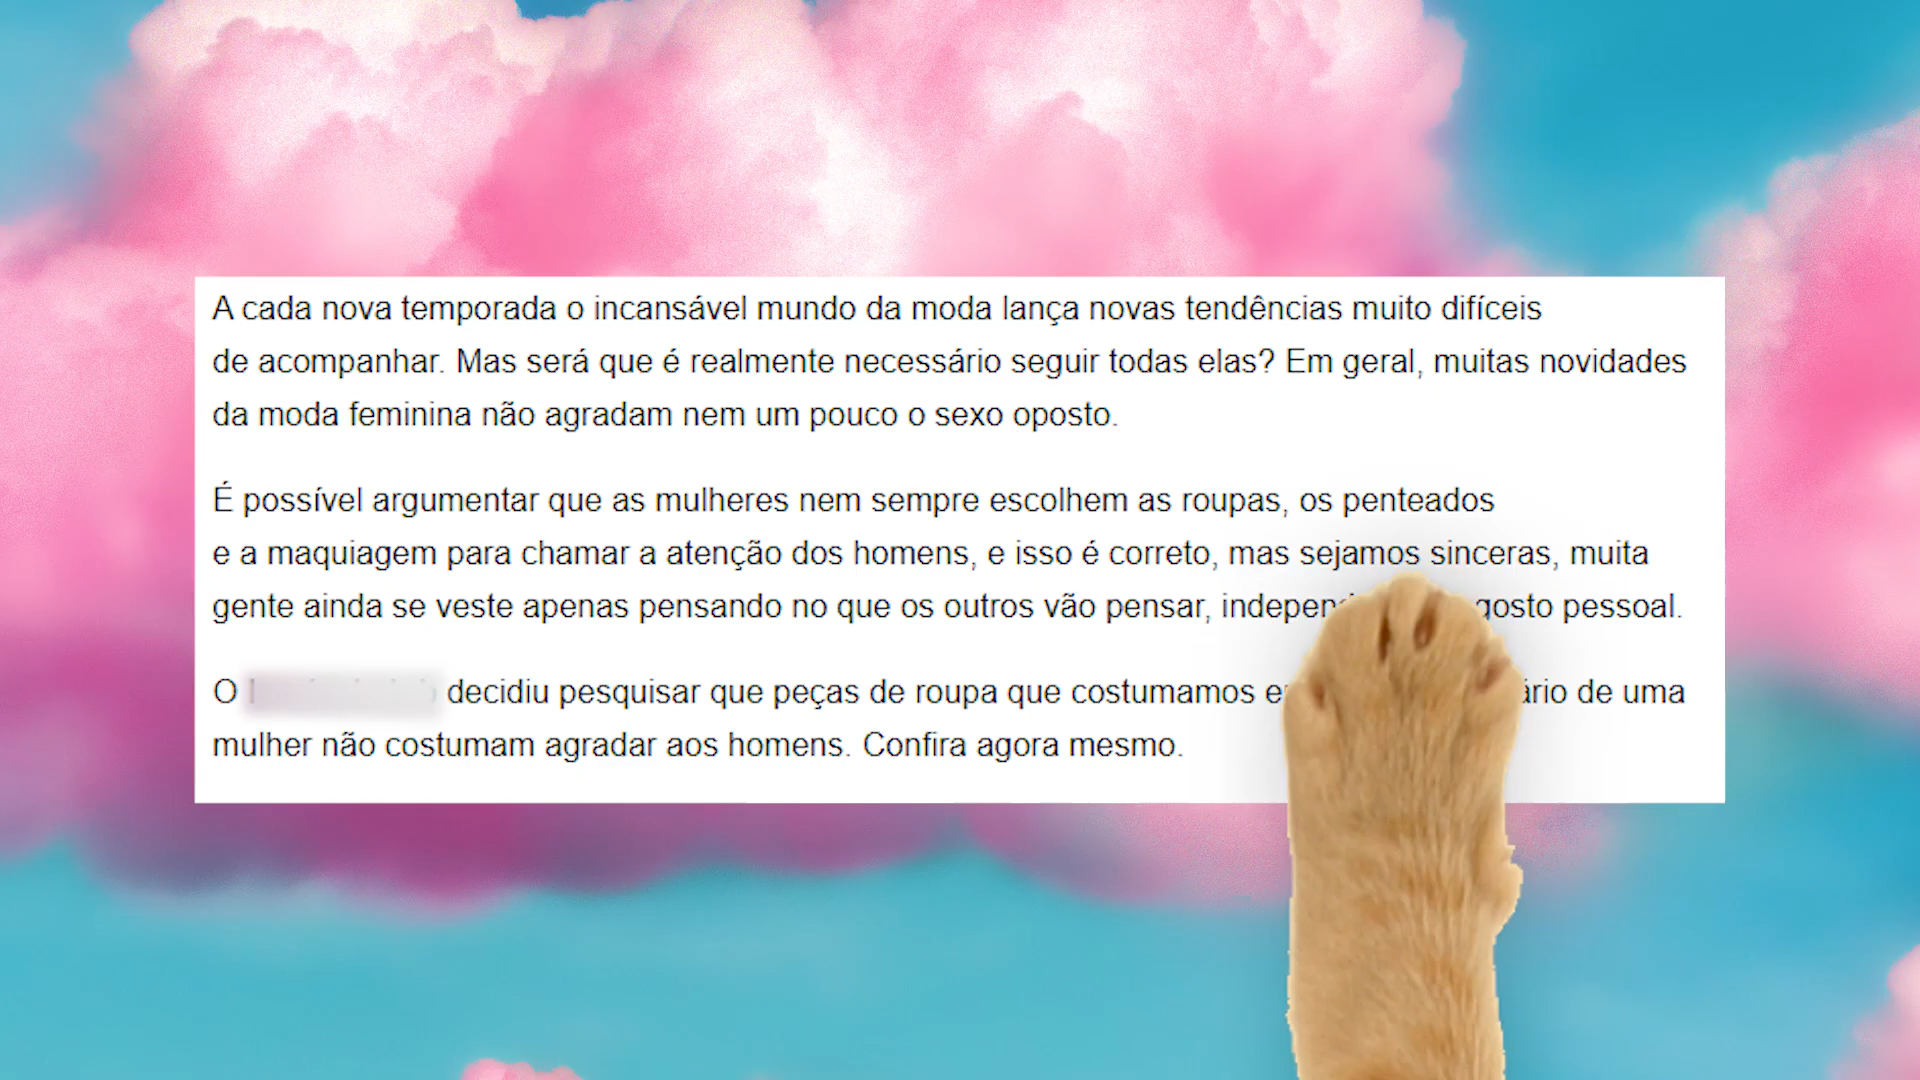 A cada nova temporada o incansável mundo da moda lança novas tendências muito difíceis
de acompanhar. Mas será que é realmente necessário seguir todas elas? Em geral, muitas novidades
da moda feminina não agradam nem um pouco o sexo oposto.
É possível argumentar que as mulheres nem sempre escolhem as roupas, os penteados
e a maquiagem para chamar a atenção dos homens, e isso é correto, mas sejamos sinceras, muita
gente ainda se veste apenas pensando no que os outros vão pensar, gosto pessoal.
O decidiu pesquisar que peças de roupa que costumamos de uma
mulher não costumam agradar aos homens. Confira agora mesmo.